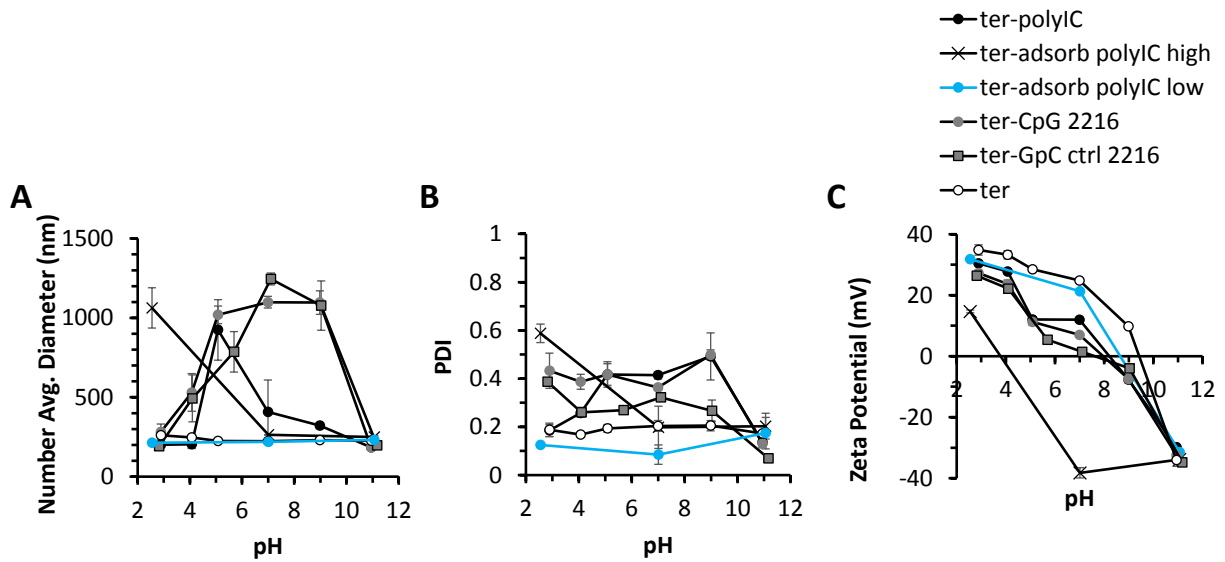 ter-polyIC
ter-adsorb polyIC high
ter-adsorb polyIC low
ter-CpG 2216
ter-GpC ctrl 2216
ter
A
Number Avg. Diameter (nm)
1500
1000
500
0
2 4 6 8 10 12
pH
B
PDI
1
0.8
0.6
0.4
0.2
0
2 4 6 8 10 12
pH
C
Zeta Potential (mV)
40
20
0
-20
-40
2 4 6 8 10 12
pH